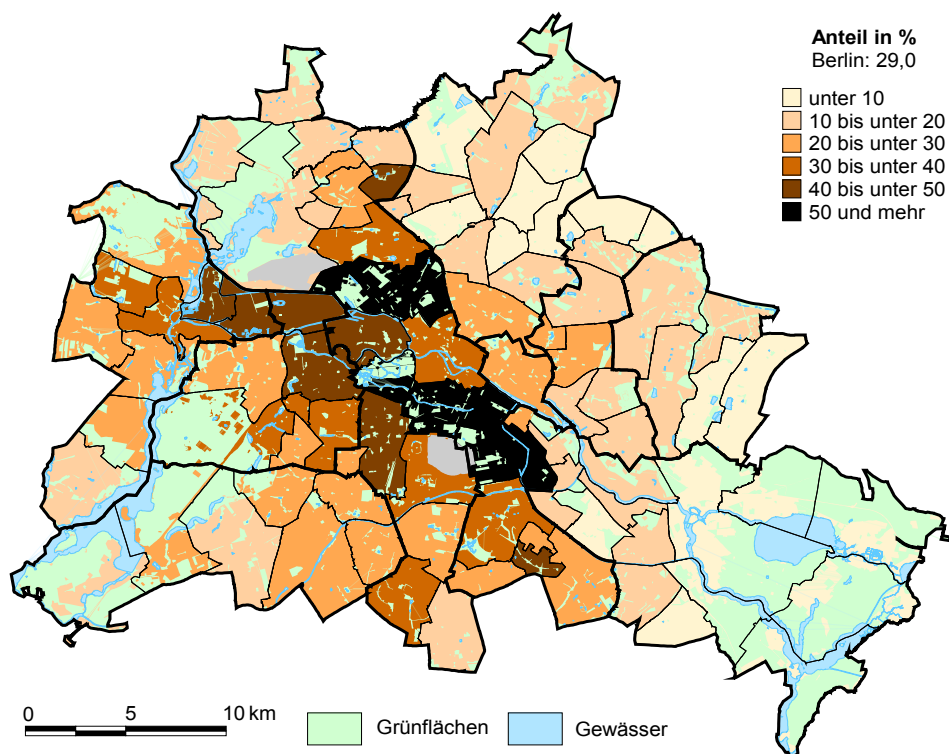 Anteil in %
Berlin: 29,0
unter 10
10 bis unter 20
20 bis unter 30
30 bis unter 40
40 bis unter 50
50 und mehr
0 5 10 km
Grünflächen
Gewässer